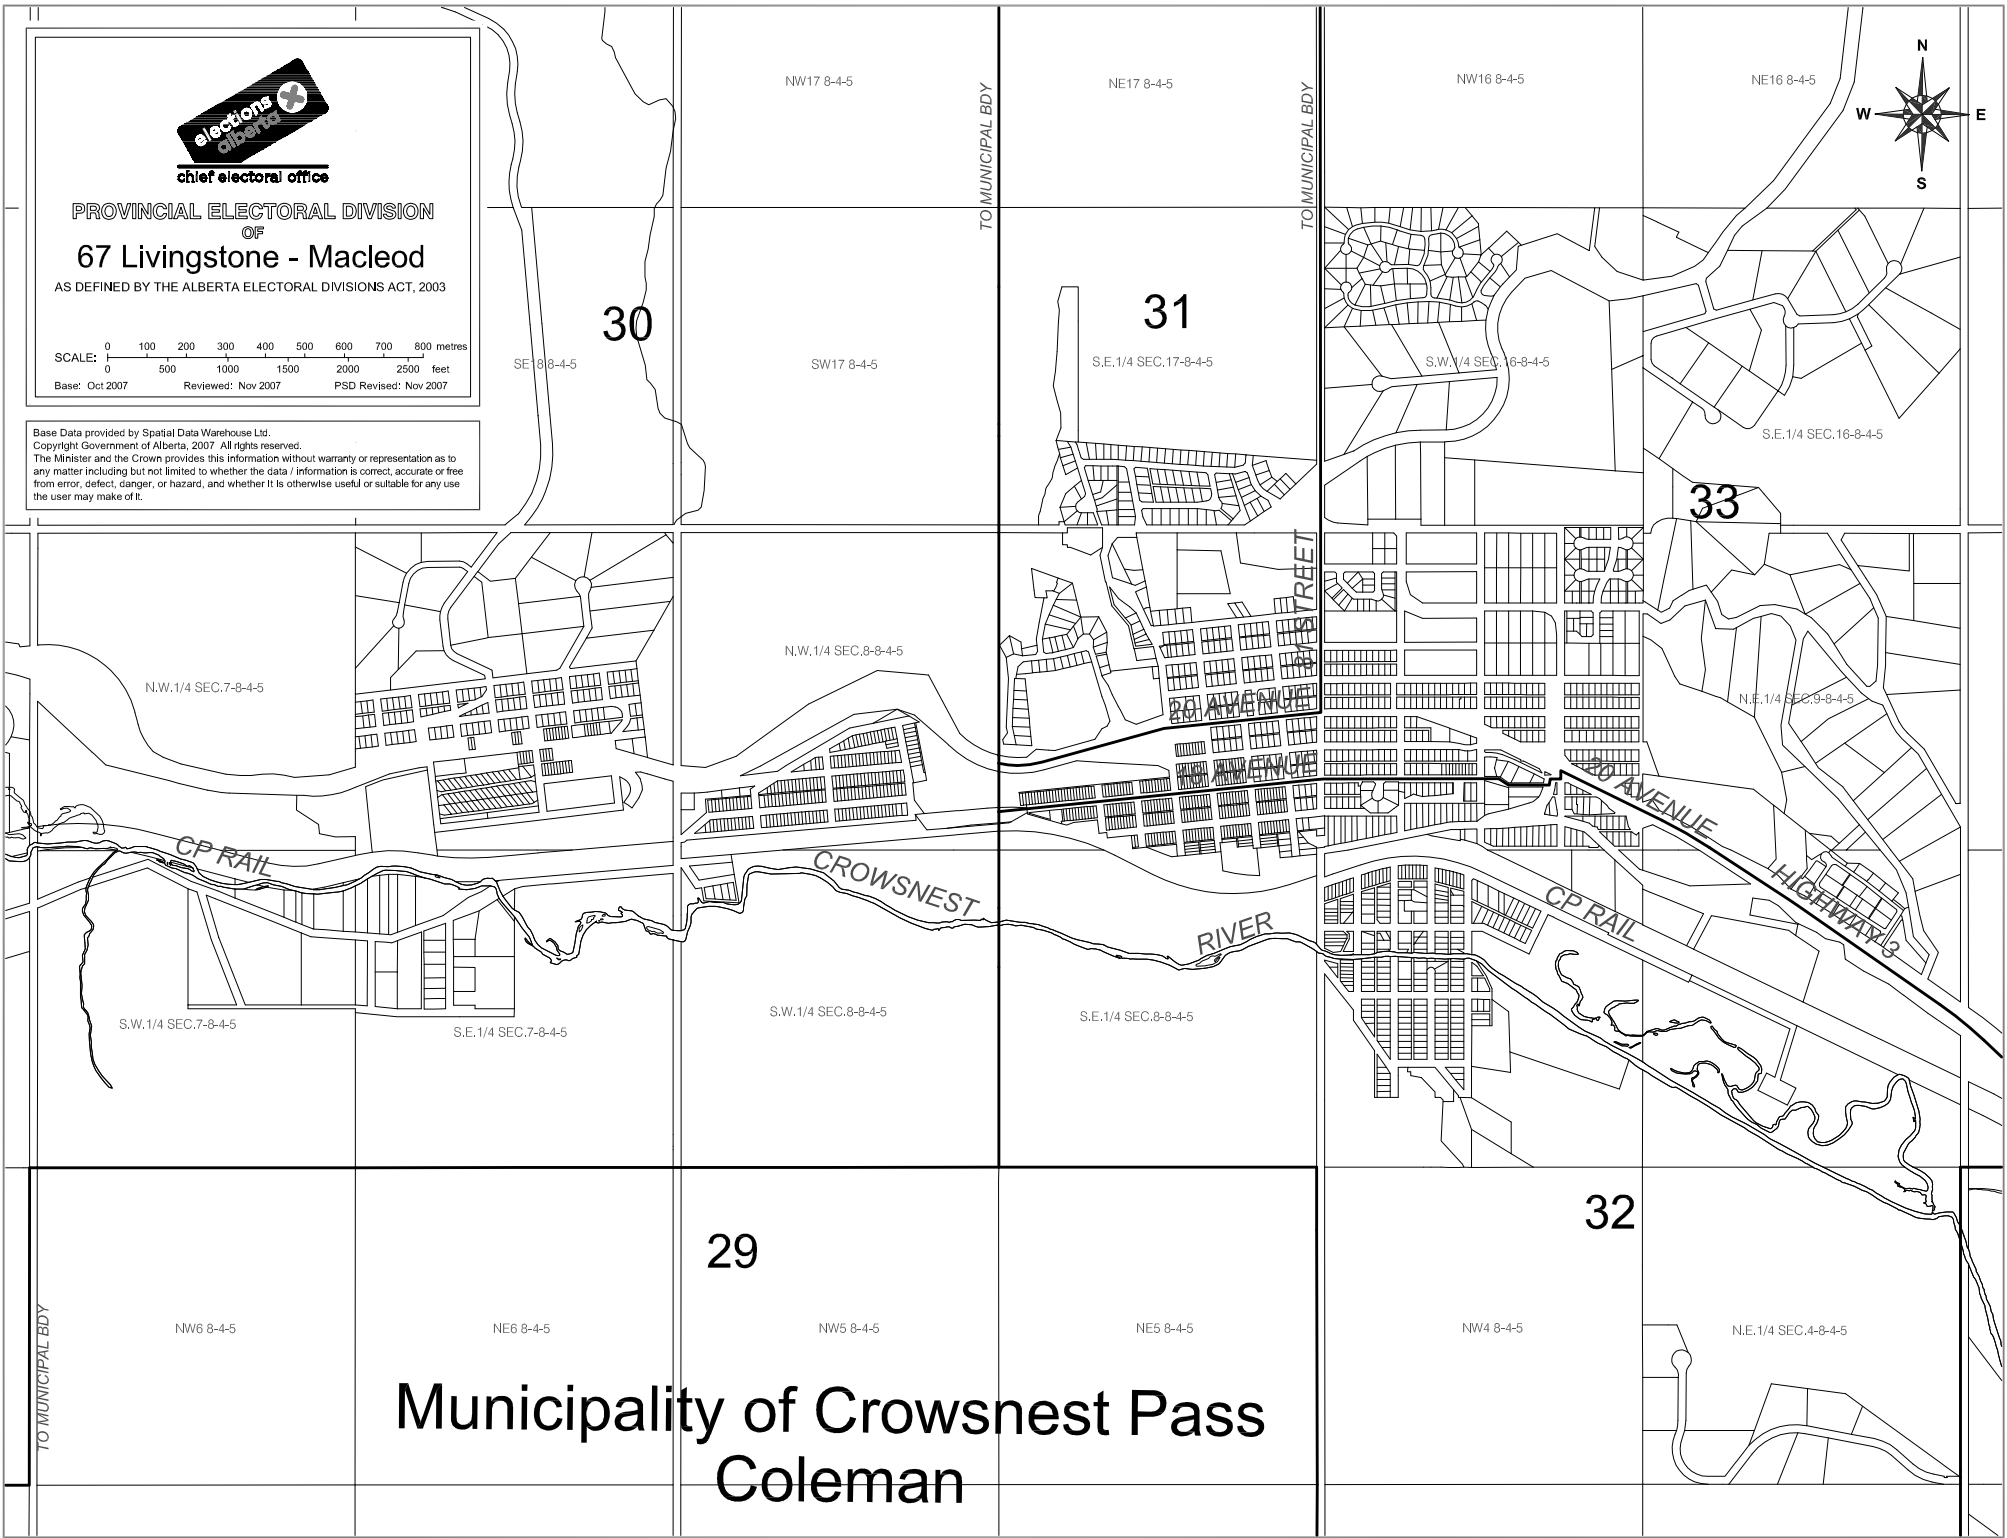 elections
alberta
chief electoral office
PROVINCIAL ELECTORAL DIVISION
OF
67 Livingstone - Macleod
AS DEFINED BY THE ALBERTA ELECTORAL DIVISIONS ACT, 2003
SCALE:
0 100 200 300 400 500 600 700 800 metres
0 500 1000 1500 2000 2500 feet
Base: Oct 2007 Reviewed: Nov 2007 PSD Revised: Nov 2007
Base Data provided by Spatial Data Warehouse Ltd.
Copyright Government of Alberta, 2007 All rights reserved.
The Minister and the Crown provides this information without warranty or representation as to
any matter including but not limited to whether the data / information is correct, accurate or free
from error, defect, danger, or hazard, and whether it is otherwise useful or suitable for any use
the user may make of it.
N
W E
S
NW17 8-4-5
NE17 8-4-5
NW16 8-4-5
NE16 8-4-5
TO MUNICIPAL BDY
TO MUNICIPAL BDY
30
31
SE18 8-4-5
SW17 8-4-5
S.E.1/4 SEC.17-8-4-5
S.W.1/4 SEC.16-8-4-5
S.E.1/4 SEC.16-8-4-5
33
31 STREET
N.W.1/4 SEC.7-8-4-5
N.W.1/4 SEC.8-8-4-5
N.E.1/4 SEC.9-8-4-5
20 AVENUE
18 AVENUE
20 AVENUE
CP RAIL
CROWSNEST
RIVER
CP RAIL
HIGHWAY 3
S.W.1/4 SEC.7-8-4-5
S.E.1/4 SEC.7-8-4-5
S.W.1/4 SEC.8-8-4-5
S.E.1/4 SEC.8-8-4-5
29
32
TO MUNICIPAL BDY
NW6 8-4-5
NE6 8-4-5
NW5 8-4-5
NE5 8-4-5
NW4 8-4-5
N.E.1/4 SEC.4-8-4-5
Municipality of Crowsnest Pass
Coleman